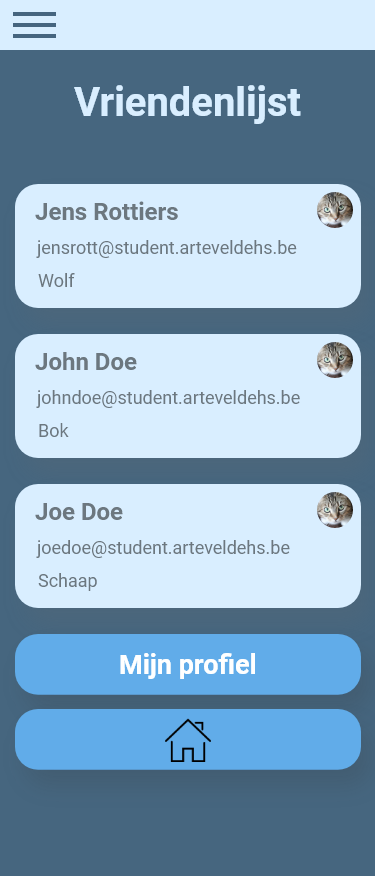 Vriendenlijst
Jens Rottiers
jensrott@student.arteveldehs.be
Wolf
John Doe
johndoe@student.arteveldehs.be
Bok
Joe Doe
joedoe@student.arteveldehs.be
Schaap
Mijn profiel